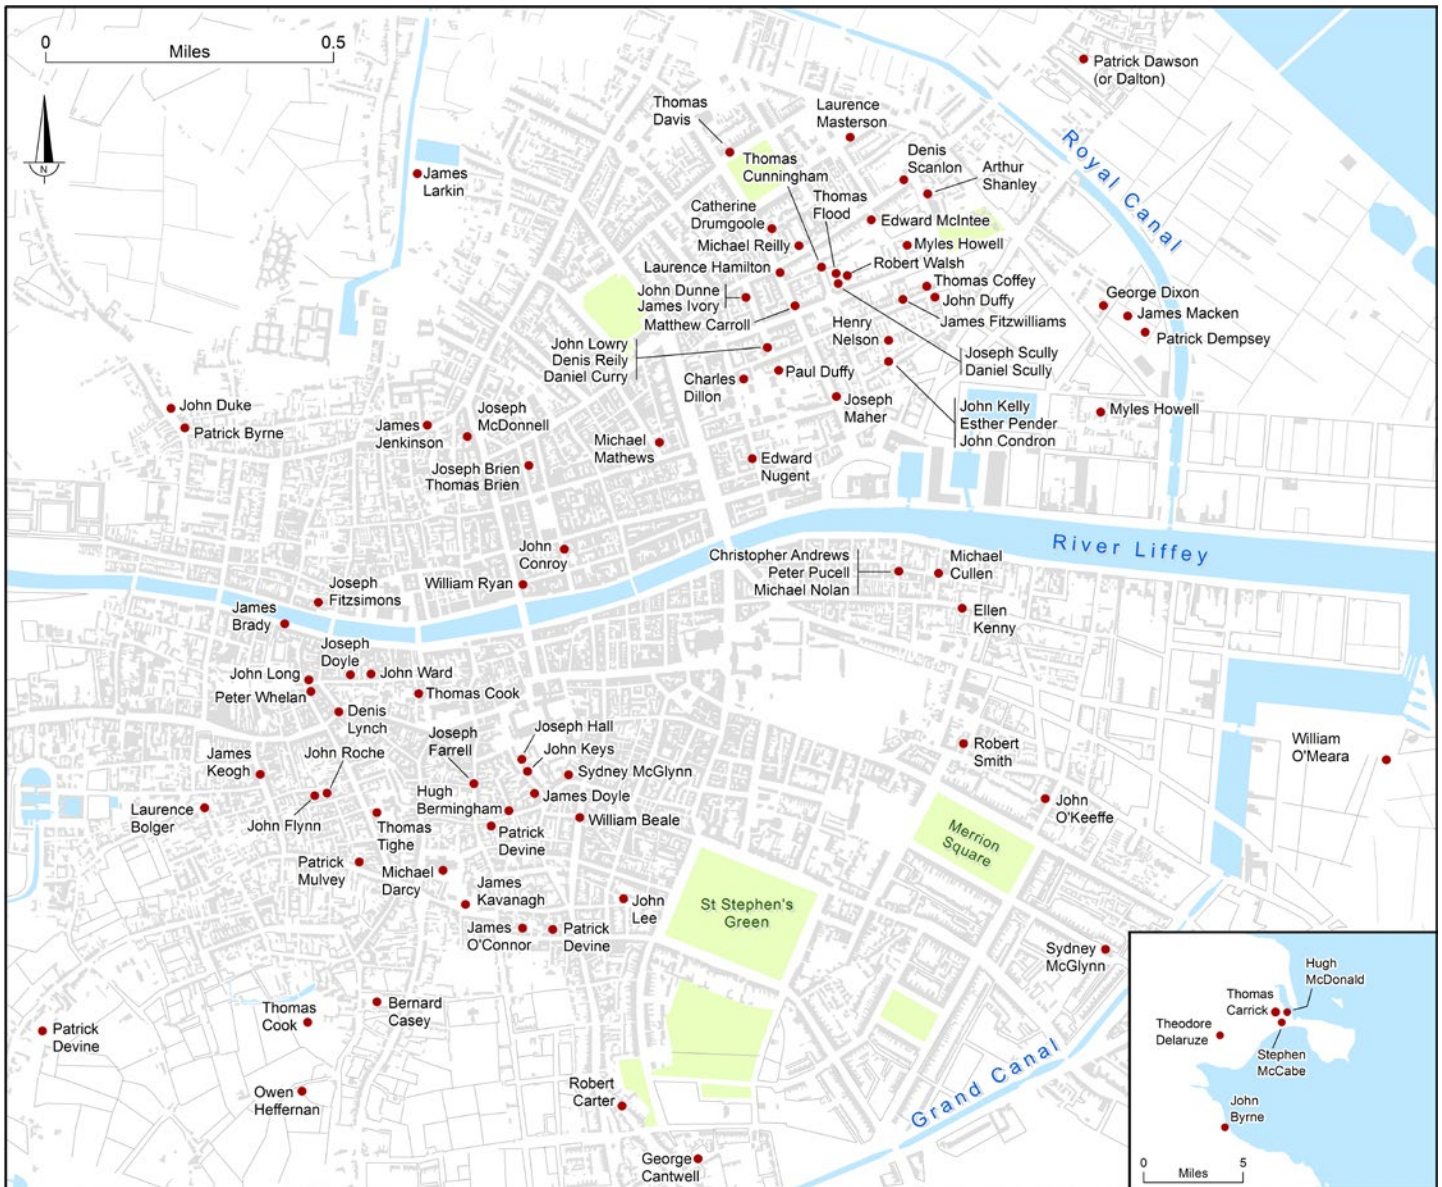 0
0.5
Miles
N
Patrick Dawson
(or Dalton)
Thomas
Davis
Laurence
Masterson
Royal Canal
James
Larkin
Thomas
Cunningham
Denis
Scanlon
Arthur
Shanley
Thomas
Flood
Catherine
Drumgoole
Edward McIntee
Michael Reilly
Myles Howell
Laurence Hamilton
Robert Walsh
John Dunne
James Ivory
Thomas Coffey
John Duffy
George Dixon
Matthew Carroll
James Fitzwilliams
James Macken
Henry
Nelson
Patrick Dempsey
John Lowry
Denis Reily
Daniel Curry
Joseph Scully
Daniel Scully
Charles
Dillon
Paul Duffy
Joseph
Maher
John Kelly
Esther Pender
John Condron
Myles Howell
John Duke
Patrick Byrne
James
Jenkinson
Joseph
McDonnell
Michael
Mathews
Joseph Brien
Thomas Brien
Edward
Nugent
John
Conroy
River Liffey
Christopher Andrews
Peter Pucell
Michael Nolan
Michael
Cullen
William Ryan
Joseph
Fitzsimons
James
Brady
Ellen
Kenny
Joseph
Doyle
John Long
John Ward
Peter Whelan
Thomas Cook
Denis
Lynch
Joseph Hall
Joseph
Farrell
John Keys
James
Keogh
John Roche
Robert
Smith
William
O'Meara
Sydney McGlynn
Hugh
Bermingham
James Doyle
Laurence
Bolger
John Flynn
William Beale
John
O'Keeffe
Thomas
Tighe
Patrick
Devine
Merrion
Square
Patrick
Mulvey
Michael
Darcy
James
Kavanagh
John
Lee
St Stephen's
Green
James
O'Connor
Patrick
Devine
Sydney
McGlynn
Thomas
Cook
Bernard
Casey
Patrick
Devine
Owen
Heffernan
Robert
Carter
Grand Canal
George
Cantwell
Hugh
McDonald
Thomas
Carrick
Theodore
Delaruze
Stephen
McCabe
John
Byrne
0
5
Miles